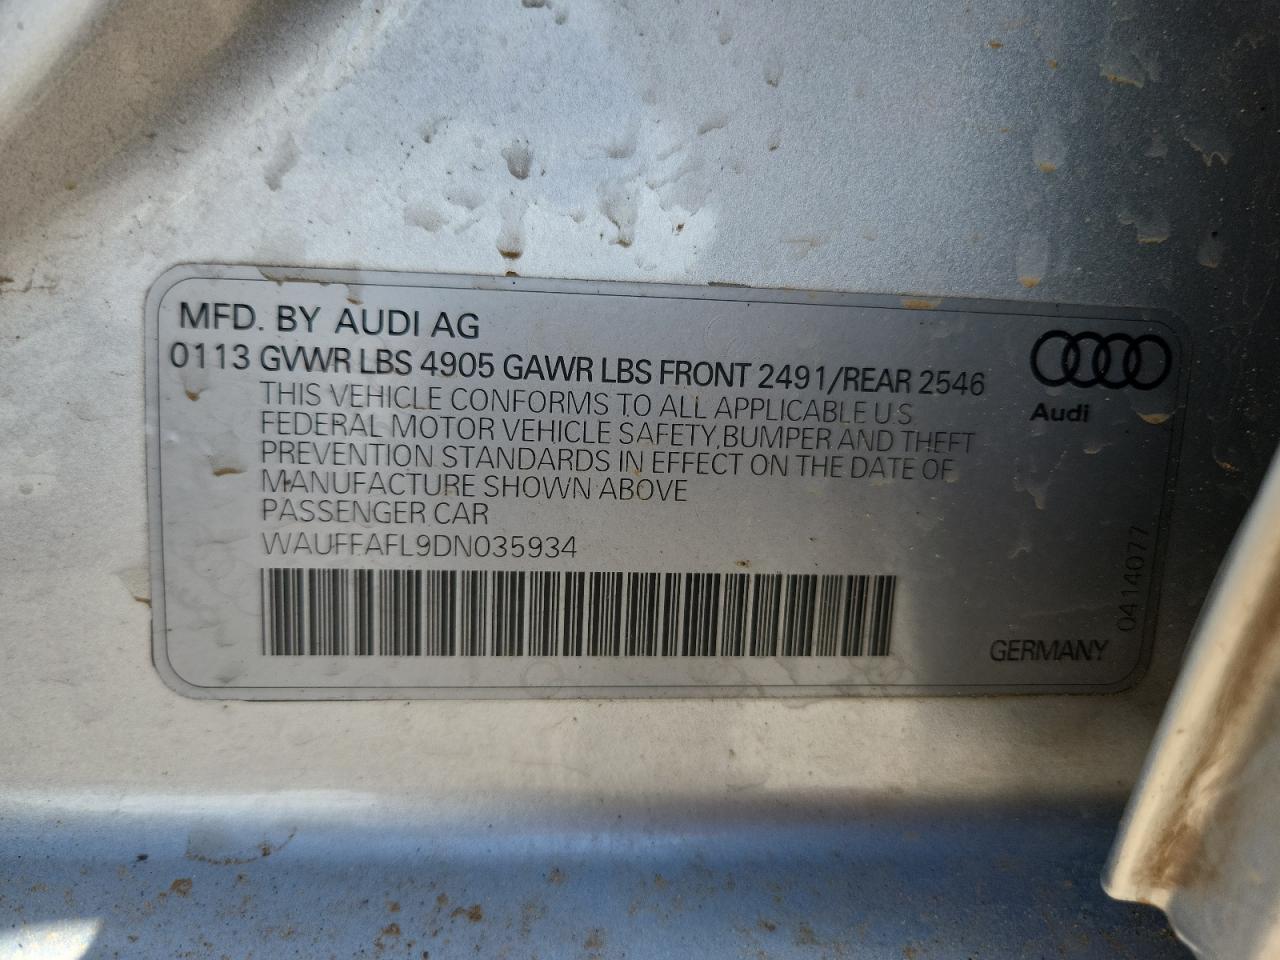 MFD. BY AUDI AG
0113 GVWR LBS 4905 GAWR LBS FRONT 2491/REAR 2546
THIS VEHICLE CONFORMS TO ALL APPLICABLE U.S
FEDERAL MOTOR VEHICLE SAFETY,BUMPER AND THEFT
PREVENTION STANDARDS IN EFFECT ON THE DATE OF
MANUFACTURE SHOWN ABOVE
PASSENGER CAR
WAUFFAFL9DN035934
Audi
0414077
GERMANY